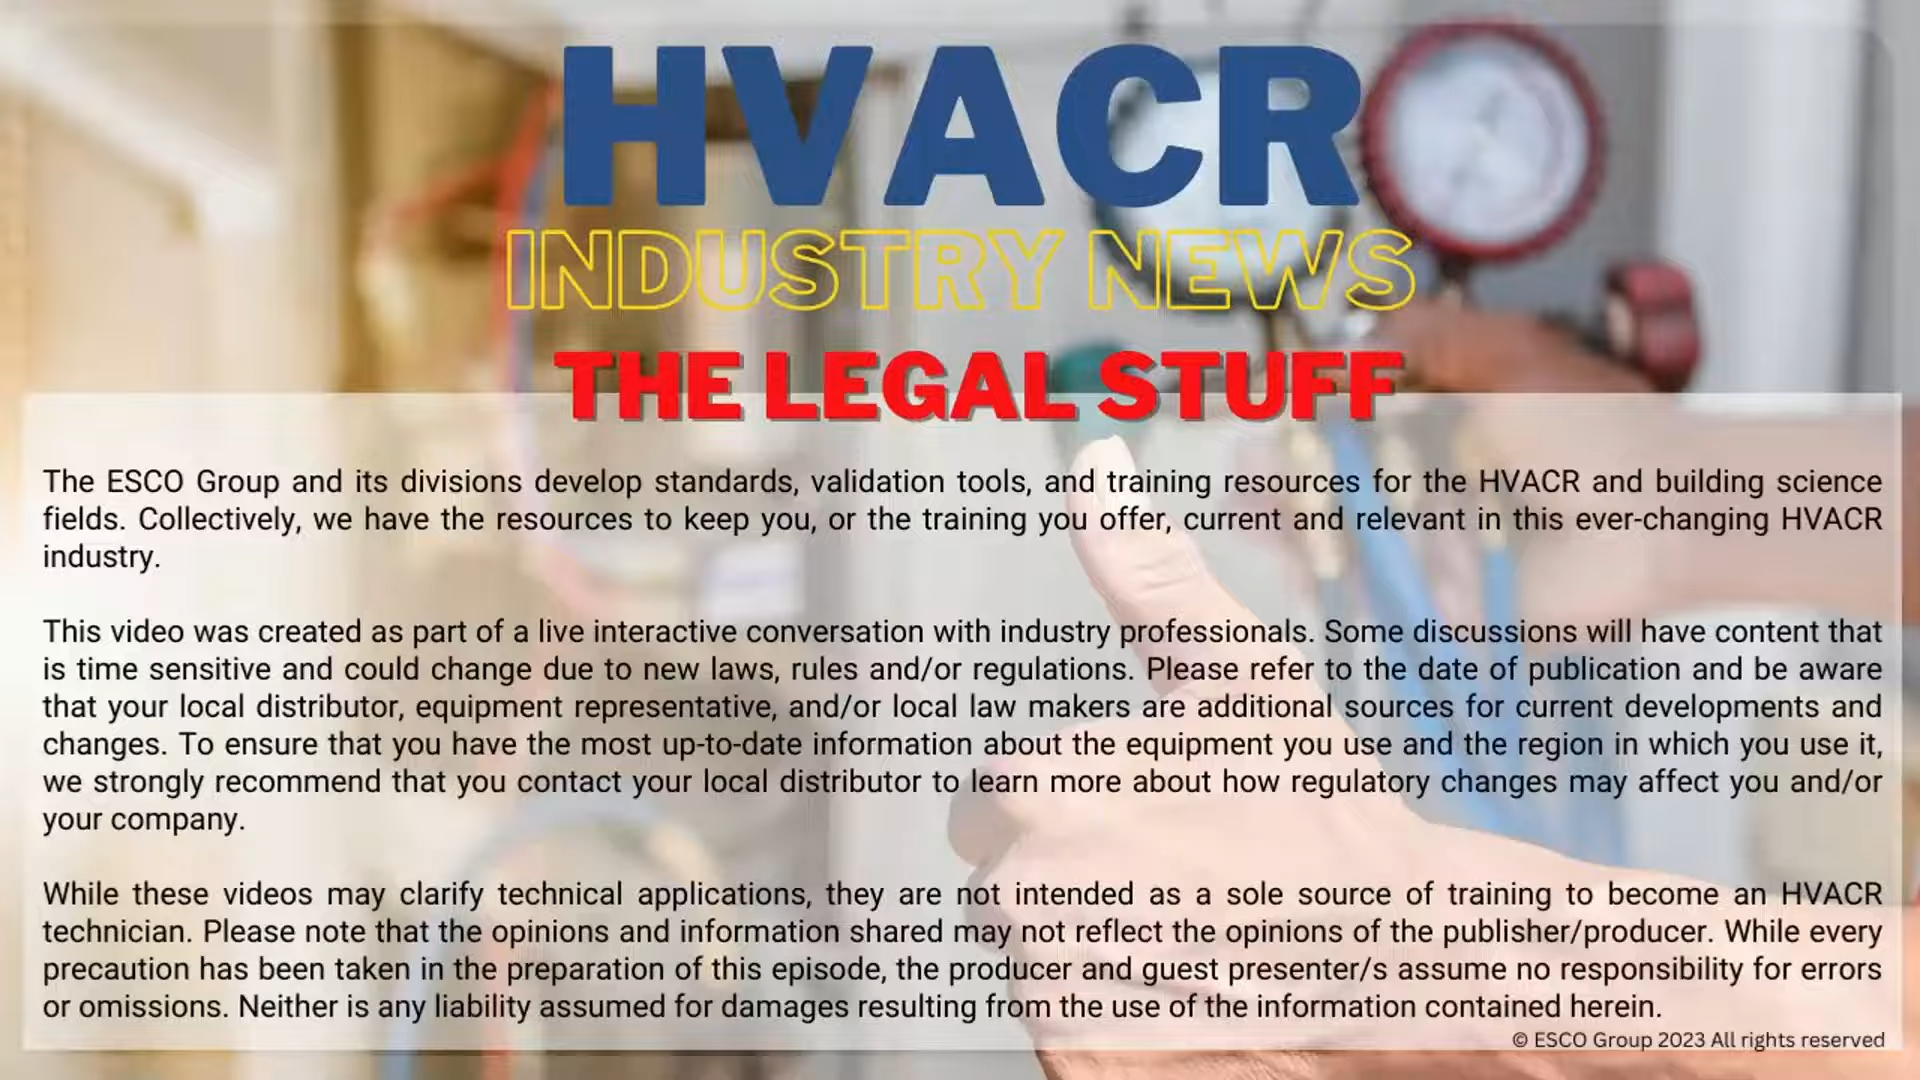 HVACR
INDUSTRY NEWS
THE LEGAL STUFF
The ESCO Group and its divisions develop standards, validation tools, and training resources for the HVACR and building science
fields. Collectively, we have the resources to keep you, or the training you offer, current and relevant in this ever-changing HVACR
industry.
This video was created as part of a live interactive conversation with industry professionals. Some discussions will have content that
is time sensitive and could change due to new laws, rules and/or regulations. Please refer to the date of publication and be aware
that your local distributor, equipment representative, and/or local law makers are additional sources for current developments and
changes. To ensure that you have the most up-to-date information about the equipment you use and the region in which you use it,
we strongly recommend that you contact your local distributor to learn more about how regulatory changes may affect you and/or
your company.
While these videos may clarify technical applications, they are not intended as a sole source of training to become an HVACR
technician. Please note that the opinions and information shared may not reflect the opinions of the publisher/producer. While every
precaution has been taken in the preparation of this episode, the producer and guest presenter/s assume no responsibility for errors
or omissions. Neither is any liability assumed for damages resulting from the use of the information contained herein.
© ESCO Group 2023 All rights reserved